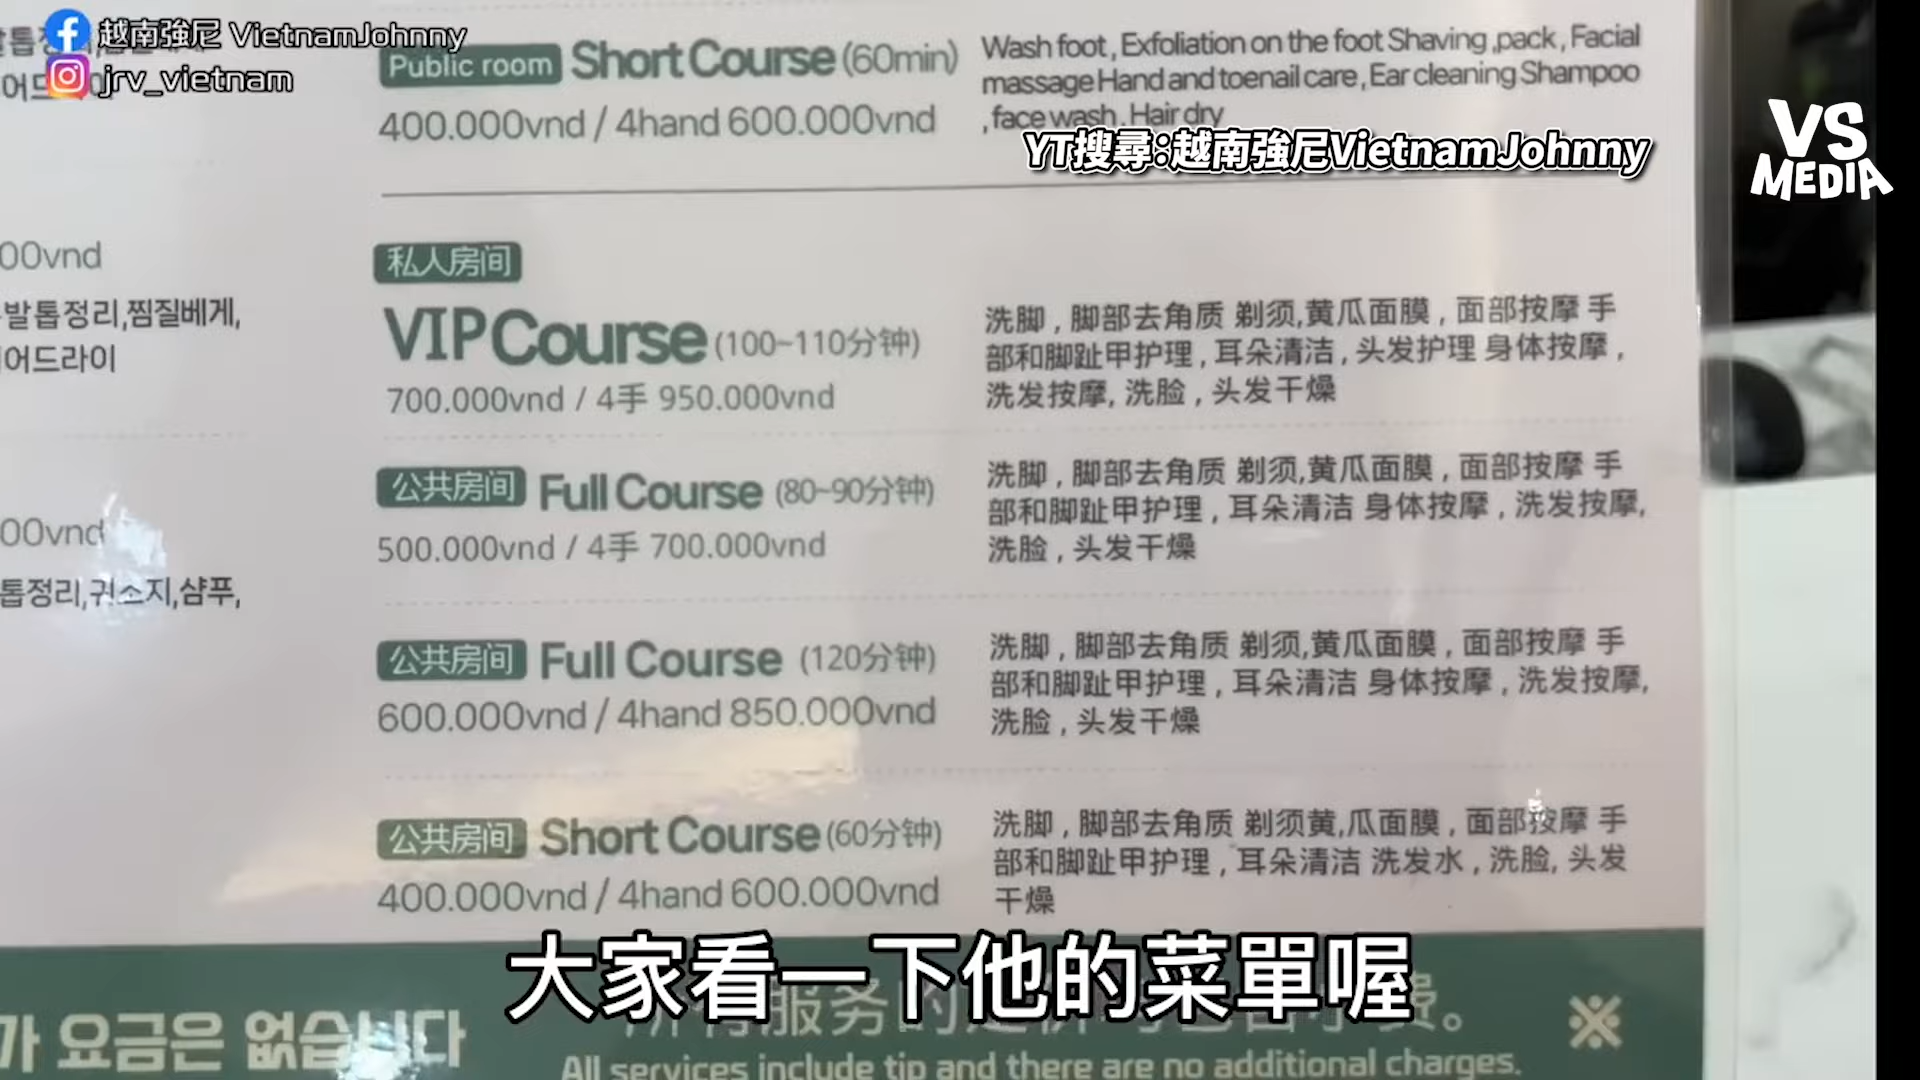 越南強尼 VietnamJohnny
jrv_vietnam
VS
MEDIA
YT搜尋:越南強尼VietnamJohnny
Public room Short Course (60min)
400.000vnd / 4hand 600.000vnd
Wash foot, Exfoliation on the foot Shaving ,pack, Facial
massage Hand and toenail care, Ear cleaning Shampoo
, face wash, Hair dry
00vnd
발톱정리,찜질베게,
어드라이
00vnd
톱정리,귀소지,샴푸,
私人房间
VIP Course (100~110分钟)
700.000vnd / 4手 950.000vnd
洗脚 , 脚部去角质 剃须,黄瓜面膜 , 面部按摩 手
部和脚趾甲护理 , 耳朵清洁 , 头发护理 身体按摩 ,
洗发按摩, 洗脸 , 头发干燥
公共房间 Full Course (80~90分钟)
500.000vnd / 4手 700.000vnd
洗脚 , 脚部去角质 剃须,黄瓜面膜 , 面部按摩 手
部和脚趾甲护理 , 耳朵清洁 身体按摩 , 洗发按摩,
洗脸 , 头发干燥
公共房间 Full Course (120分钟)
600.000vnd / 4hand 850.000vnd
洗脚 , 脚部去角质 剃须,黄瓜面膜 , 面部按摩 手
部和脚趾甲护理 , 耳朵清洁 身体按摩 , 洗发按摩,
洗脸 , 头发干燥
公共房间 Short Course (60分钟)
400.000vnd / 4hand 600.000vnd
洗脚 , 脚部去角质 剃须黄,瓜面膜 , 面部按摩 手
部和脚趾甲护理 , 耳朵清洁 洗发水 , 洗脸, 头发
干燥
大家看一下他的菜單喔
가 요금은 없습니다
服务的
费。
※
All services include tip and there are no additional charges.